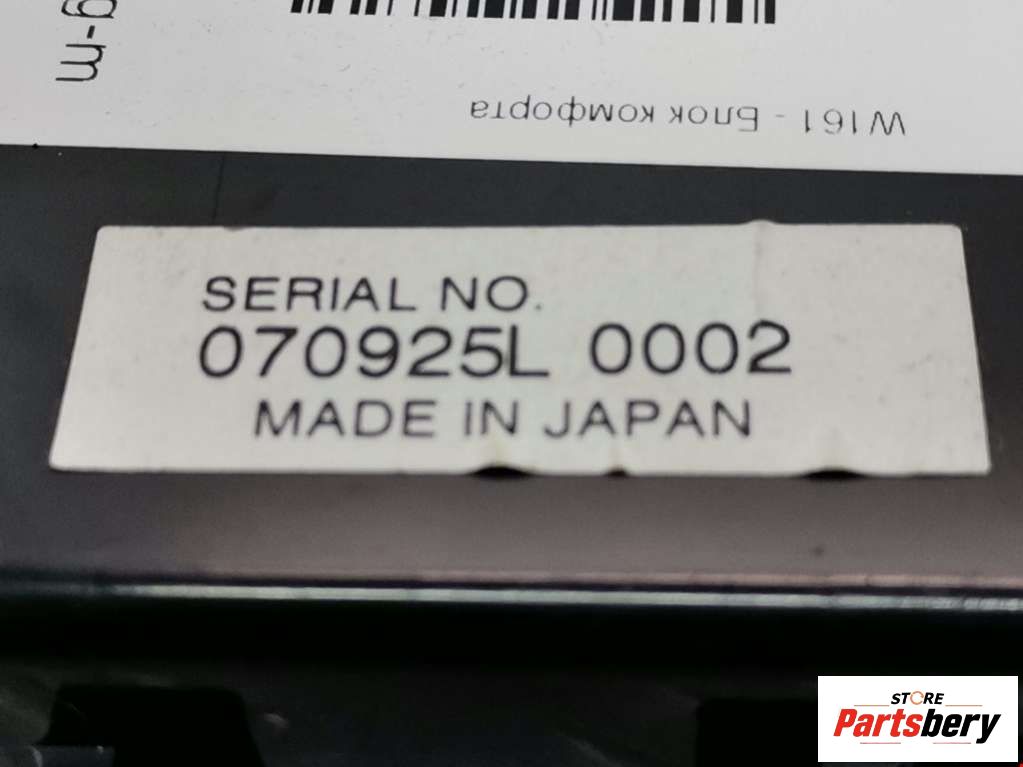 g-m
W161 - Блок комфорта
SERIAL NO.
070925L 0002
MADE IN JAPAN
STORE
Partsbery